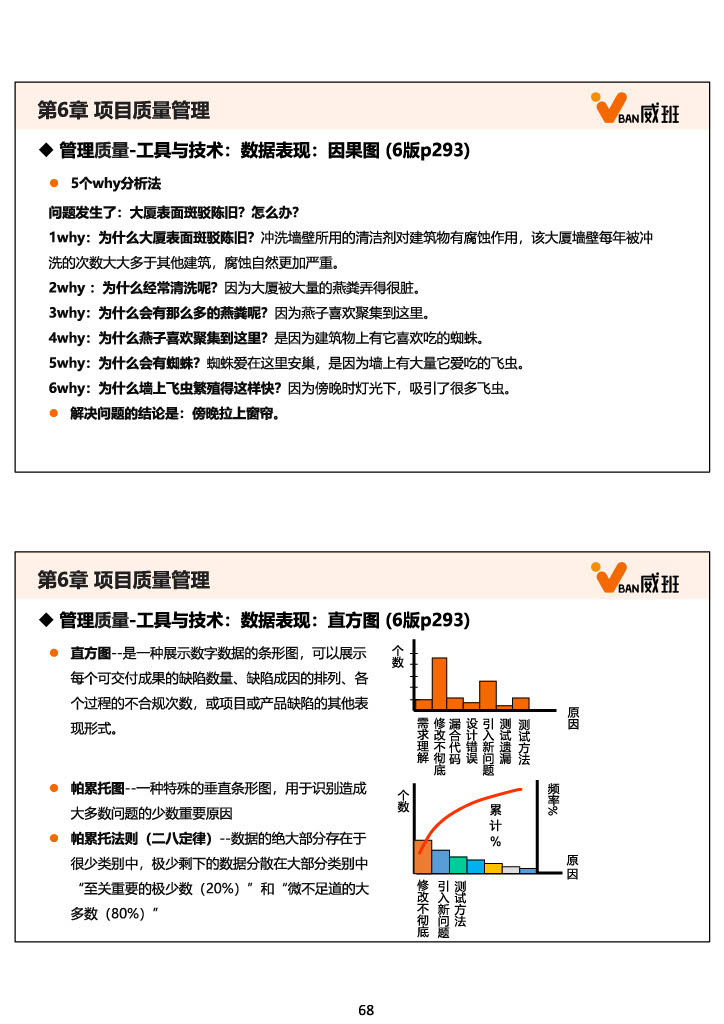 第6章 项目质量管理
BAN威班
◆ 管理质量-工具与技术：数据表现：因果图 (6版p293)
● 5个why分析法
问题发生了：大厦表面斑驳陈旧？怎么办？
1why：为什么大厦表面斑驳陈旧？冲洗墙壁所用的清洁剂对建筑物有腐蚀作用，该大厦墙壁每年被冲
洗的次数大大多于其他建筑，腐蚀自然更加严重。
2why ：为什么经常清洗呢？因为大厦被大量的燕粪弄得很脏。
3why：为什么会有那么多的燕粪呢？因为燕子喜欢聚集到这里。
4why：为什么燕子喜欢聚集到这里？是因为建筑物上有它喜欢吃的蜘蛛。
5why：为什么会有蜘蛛？蜘蛛爱在这里安巢，是因为墙上有大量它爱吃的飞虫。
6why：为什么墙上飞虫繁殖得这样快？因为傍晚时灯光下，吸引了很多飞虫。
● 解决问题的结论是：傍晚拉上窗帘。
第6章 项目质量管理
BAN威班
◆ 管理质量-工具与技术：数据表现：直方图 (6版p293)
● 直方图--是一种展示数字数据的条形图，可以展示
每个可交付成果的缺陷数量、缺陷成因的排列、各
个过程的不合规次数，或项目或产品缺陷的其他表
现形式。
个数
原因
需求理解
修改不彻底
漏合代码
设计错误
引入新问题
测试遗漏
测试方法
● 帕累托图--一种特殊的垂直条形图，用于识别造成
大多数问题的少数重要原因
● 帕累托法则（二八定律）--数据的绝大部分存在于
很少类别中，极少剩下的数据分散在大部分类别中
“至关重要的极少数（20%）”和“微不足道的大
多数（80%）”
个数
累计%
频率%
原因
修改不彻底
引入新问题
测试方法
68